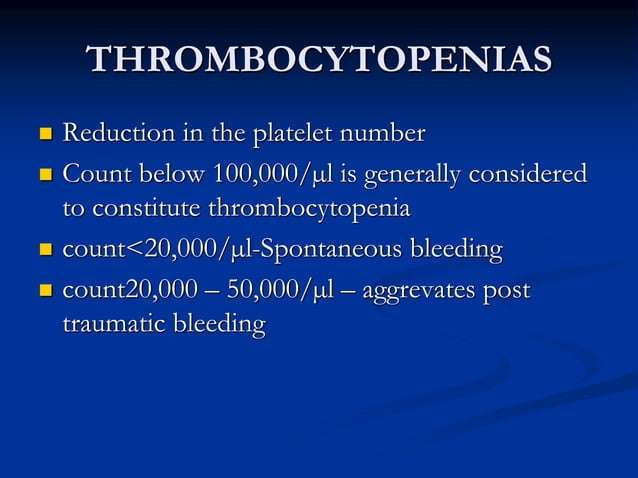 THROMBOCYTOPENIAS
Reduction in the platelet number
Count below 100,000/µl is generally considered
to constitute thrombocytopenia
count<20,000/µl-Spontaneous bleeding
count20,000 – 50,000/µl – aggrevates post
traumatic bleeding